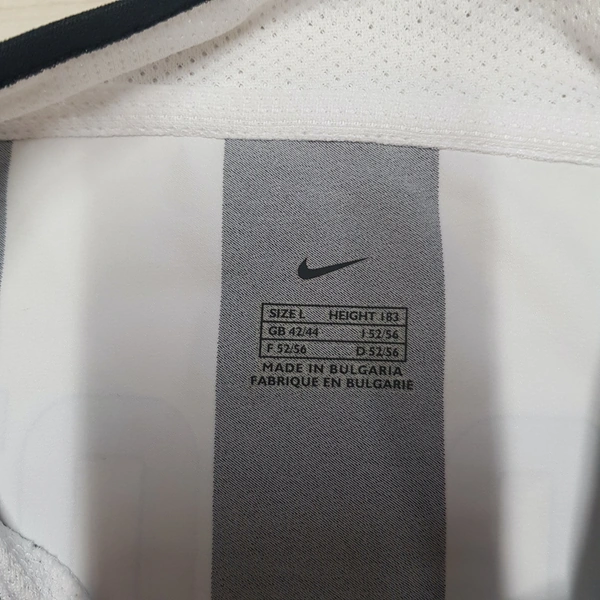 SIZE L HEIGHT 183
GB 42/44 I 52/56
F 52/56 D 52/56
MADE IN BULGARIA
FABRIQUE EN BULGARIE